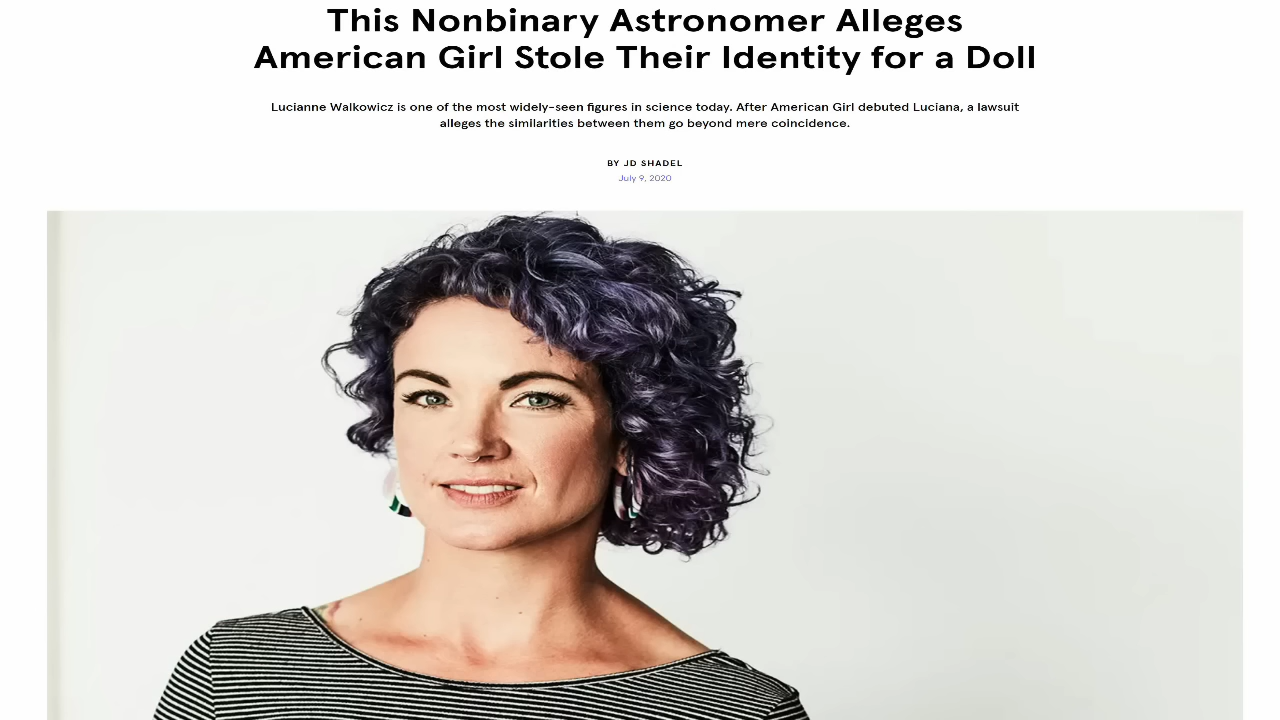 This Nonbinary Astronomer Alleges
American Girl Stole Their Identity for a Doll
Lucianne Walkowicz is one of the most widely-seen figures in science today. After American Girl debuted Luciana, a lawsuit
alleges the similarities between them go beyond mere coincidence.
BY JD SHADEL
July 9, 2020